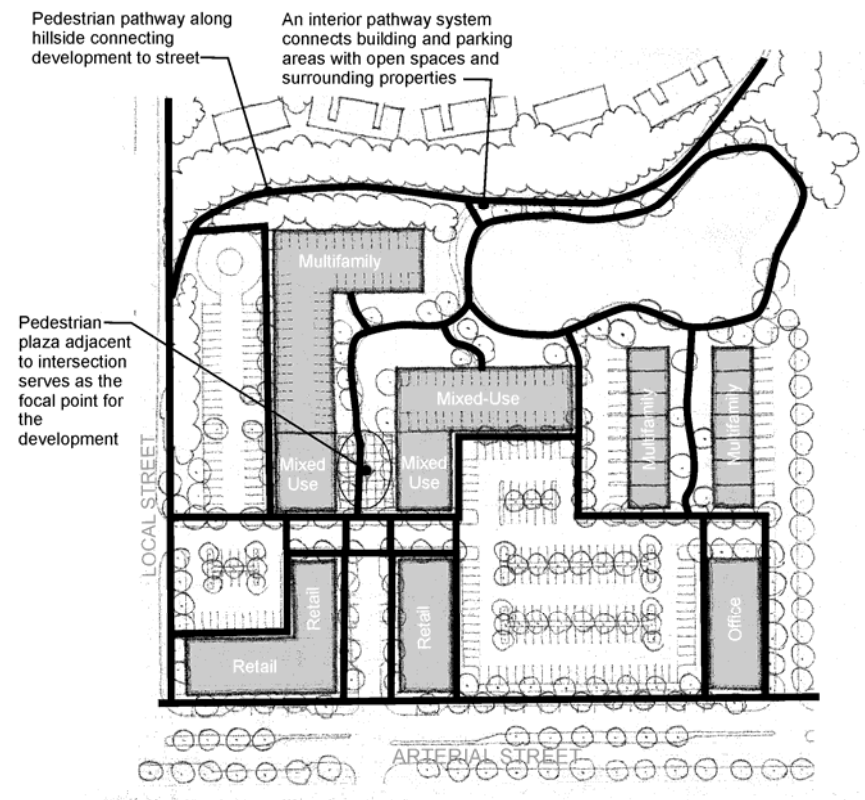 Pedestrian pathway along
hillside connecting
development to street
An interior pathway system
connects building and parking
areas with open spaces and
surrounding properties
Multifamily
Pedestrian
plaza adjacent
to intersection
serves as the
focal point for
the
development
Mixed-Use
Multifamily
Multifamily
Mixed
Use
Mixed
Use
LOCAL STREET
Retail
Retail
Retail
Office
ARTERIAL STREET